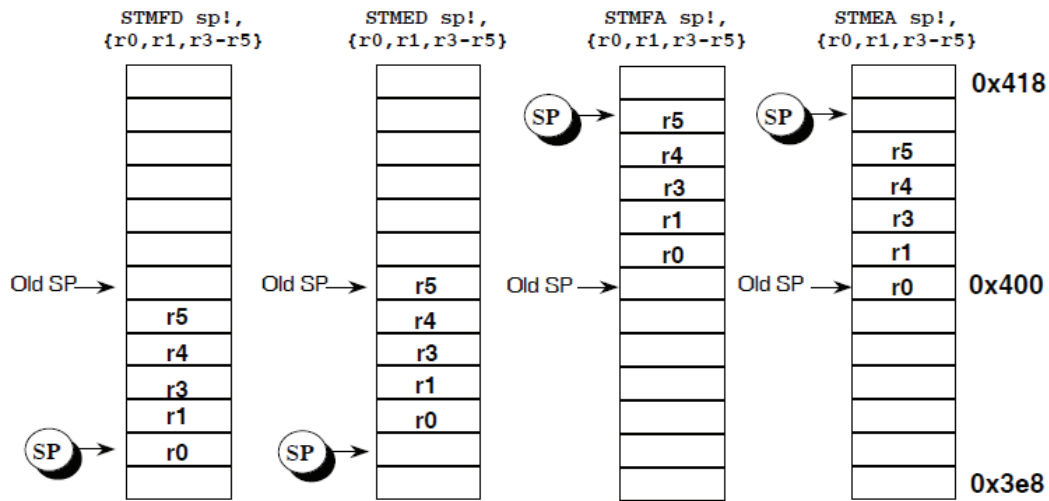 STMFD sp!,
{r0,r1,r3-r5}
Old SP
r5
r4
r3
r1
SP
r0
STMED sp!,
{r0,r1,r3-r5}
Old SP
r5
r4
r3
r1
r0
SP
STMFA sp!,
{r0,r1,r3-r5}
SP
r5
r4
r3
r1
r0
Old SP
STMEA sp!,
{r0,r1,r3-r5}
0x418
SP
r5
r4
r3
r1
Old SP
r0
0x400
0x3e8